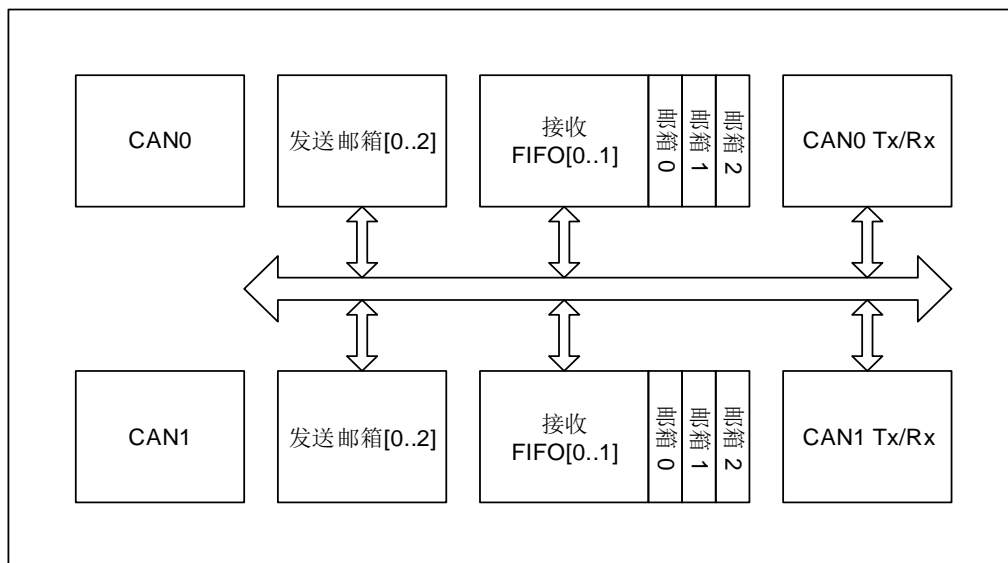 CAN0
发送邮箱[0..2]
接收
FIFO[0..1]
邮箱 0
邮箱 1
邮箱 2
CAN0 Tx/Rx
CAN1
发送邮箱[0..2]
接收
FIFO[0..1]
邮箱 0
邮箱 1
邮箱 2
CAN1 Tx/Rx